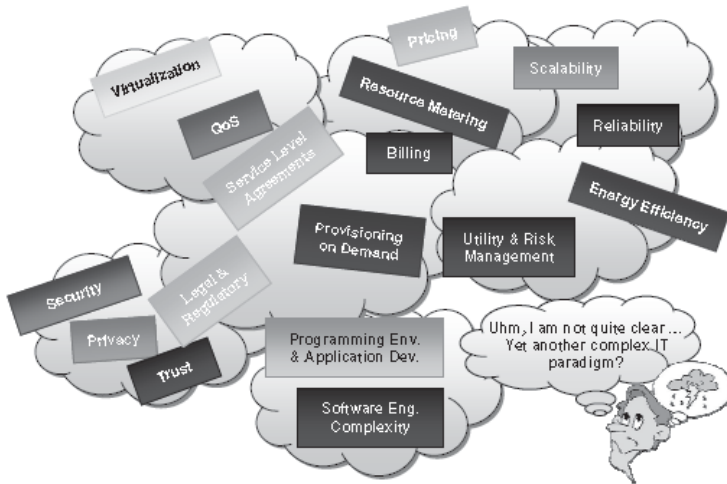 Pricing
Virtualization
Scalability
Resource Metering
QoS
Reliability
Billing
Service Level
Agreements
Energy Efficiency
Provisioning
on Demand
Utility & Risk
Management
Security
Legal &
Regulatory
Privacy
Trust
Programming Env.
& Application Dev.
Software Eng.
Complexity
Uhm, I am not quite clear…
Yet another complex IT
paradigm?